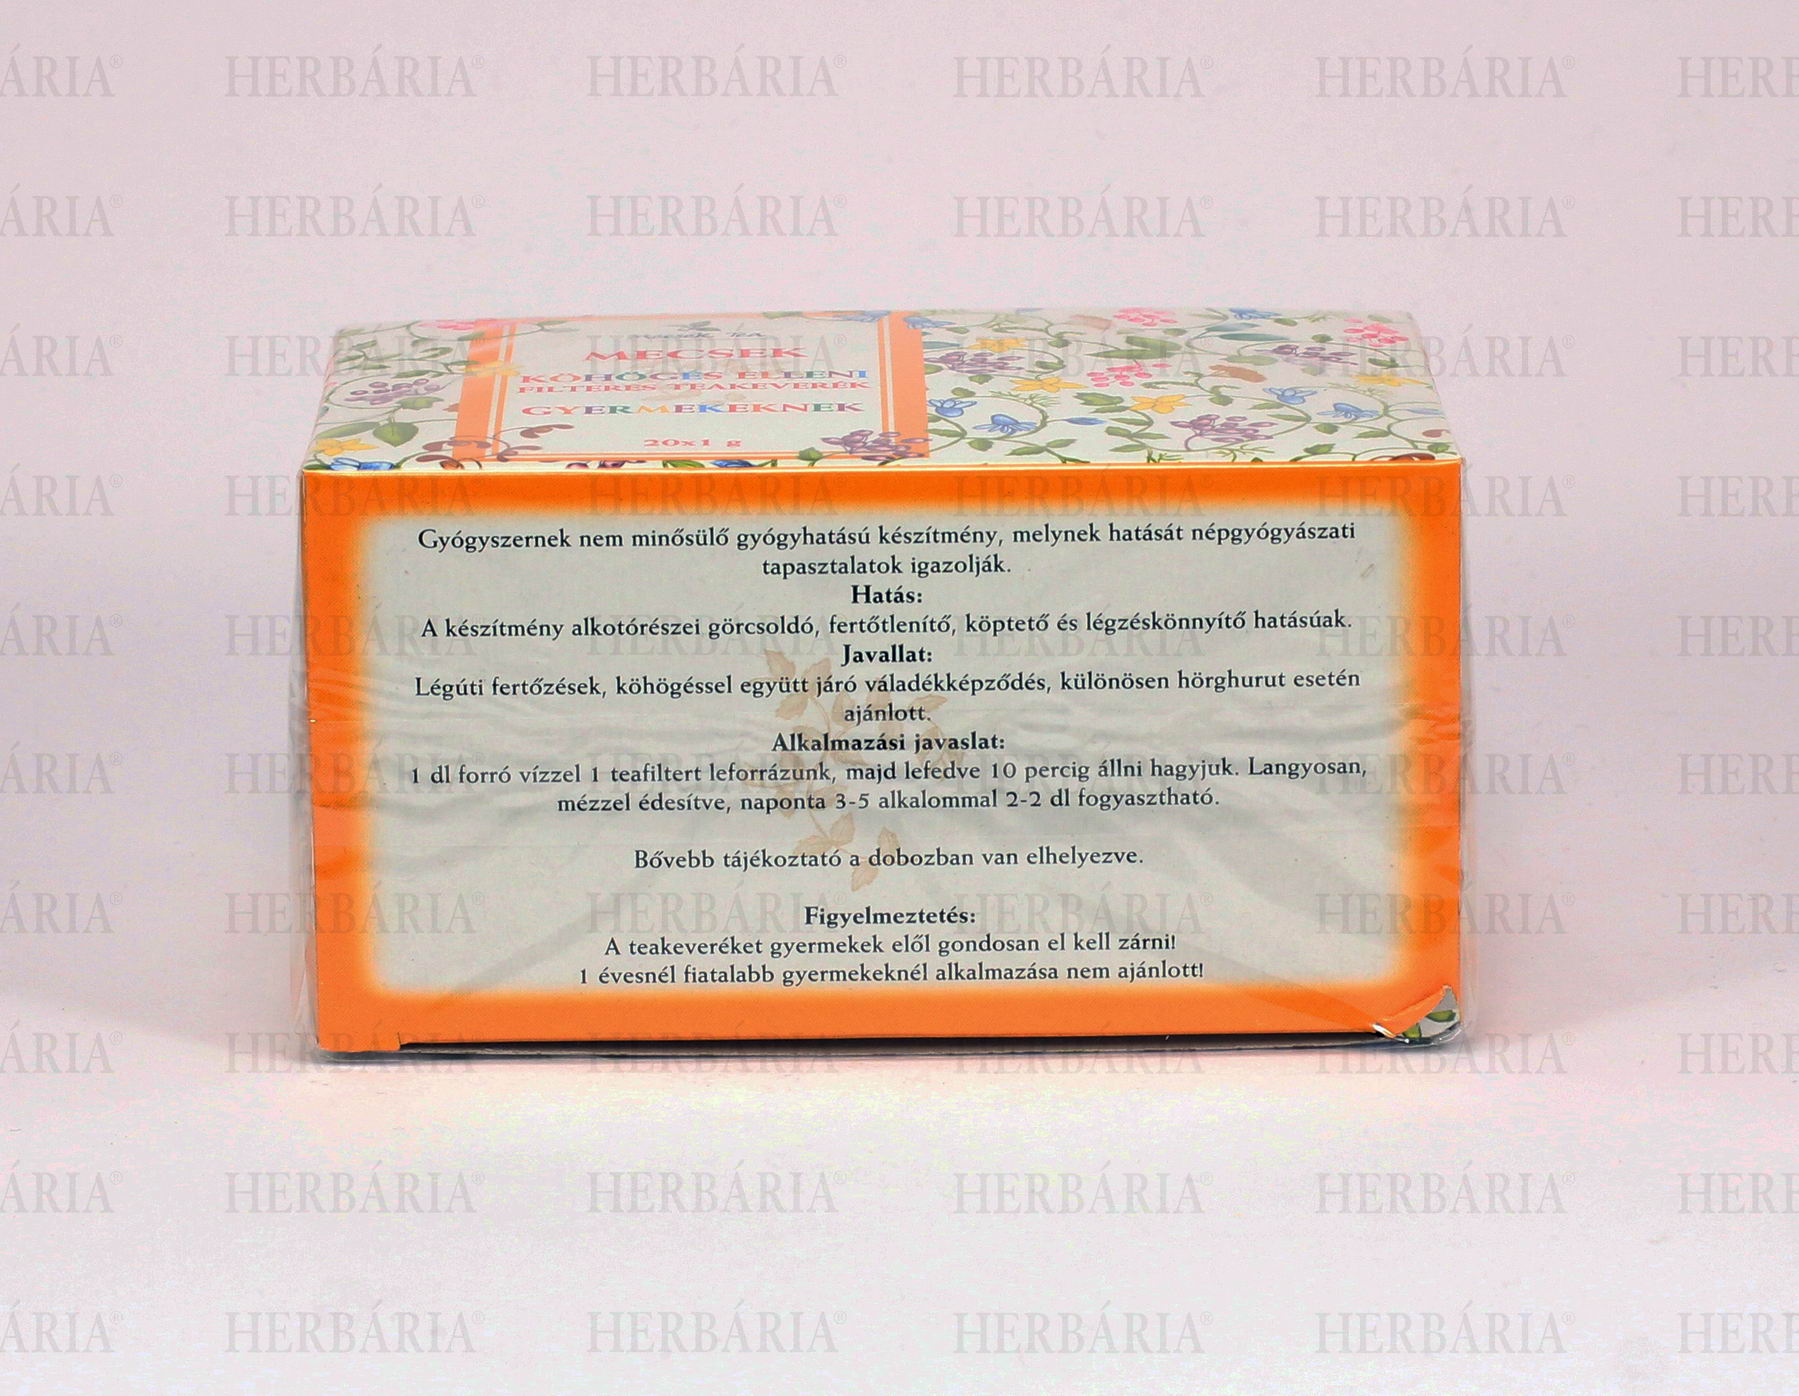 Mecsek Tea
MECSEK
KÖHÖGÉS ELLENI
FILTERES TEAKEVERÉK
GYERMEKEKNEK
20x1 g
Gyógyszernek nem minősülő gyógyhatású készítmény, melynek hatását népgyógyászati
tapasztalatok igazolják.
Hatás:
A készítmény alkotórészei görcsoldó, fertőtlenítő, köptető és légzéskönnyítő hatásúak.
Javallat:
Légúti fertőzések, köhögéssel együtt járó váladékképződés, különösen hörghurut esetén
ajánlott.
Alkalmazási javaslat:
1 dl forró vízzel 1 teafiltert leforrázunk, majd lefedve 10 percig állni hagyjuk. Langyosan,
mézzel édesítve, naponta 3-5 alkalommal 2-2 dl fogyasztható.
Bővebb tájékoztató a dobozban van elhelyezve.
Figyelmeztetés:
A teakeveréket gyermekek elől gondosan el kell zárni!
1 évesnél fiatalabb gyermekeknél alkalmazása nem ajánlott!
HERBÁRIA®